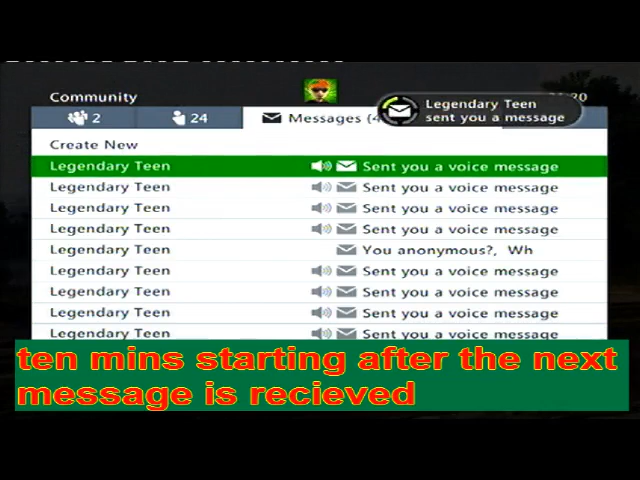 Community
Legendary Teen
sent you a message
2
24
Messages (4
Create New
Legendary Teen Sent you a voice message
Legendary Teen Sent you a voice message
Legendary Teen Sent you a voice message
Legendary Teen Sent you a voice message
Legendary Teen You anonymous?, Wh
Legendary Teen Sent you a voice message
Legendary Teen Sent you a voice message
Legendary Teen Sent you a voice message
Legendary Teen Sent you a voice message
ten mins starting after the next
message is recieved